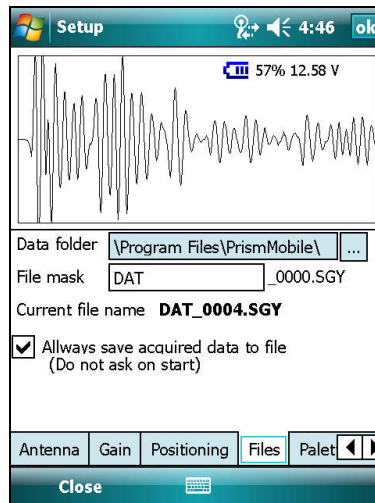 Setup 4:46 ok
57% 12.58 V
Data folder \Program Files\PrismMobile\ ...
File mask DAT _0000.SGY
Current file name DAT_0004.SGY
Allways save acquired data to file
(Do not ask on start)
Antenna Gain Positioning Files Palet
Close